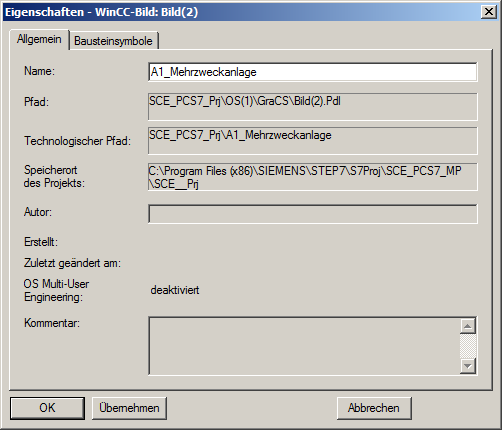 Eigenschaften - WinCC-Bild: Bild(2)
Allgemein Bausteinsymbole
Name: A1_Mehrzweckanlage
Pfad: SCE_PCS7_Prj\OS(1)\GraCS\Bild(2).Pdl
Technologischer Pfad: SCE_PCS7_Prj\A1_Mehrzweckanlage
Speicherort C:\Program Files (x86)\SIEMENS\STEP7\S7Proj\SCE_PCS7_MP
des Projekts: \SCE__Prj
Autor:
Erstellt:
Zuletzt geändert am:
OS Multi-User
Engineering: deaktiviert
Kommentar:
OK Übernehmen Abbrechen